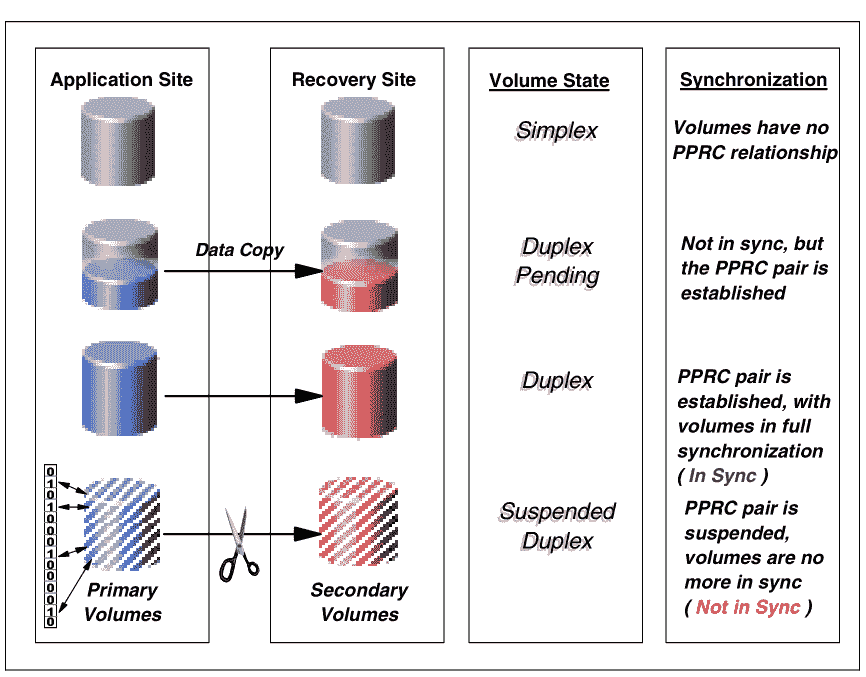 Application Site
Recovery Site
Volume State
Synchronization
Simplex
Volumes have no
PPRC relationship
Data Copy
Duplex
Pending
Not in sync, but
the PPRC pair is
established
Duplex
PPRC pair is
established, with
volumes in full
synchronization
( In Sync )
0
1
0
1
0
0
0
1
0
0
0
0
1
0
Suspended
Duplex
PPRC pair is
suspended,
volumes are no
more in sync
( Not in Sync )
Primary
Volumes
Secondary
Volumes